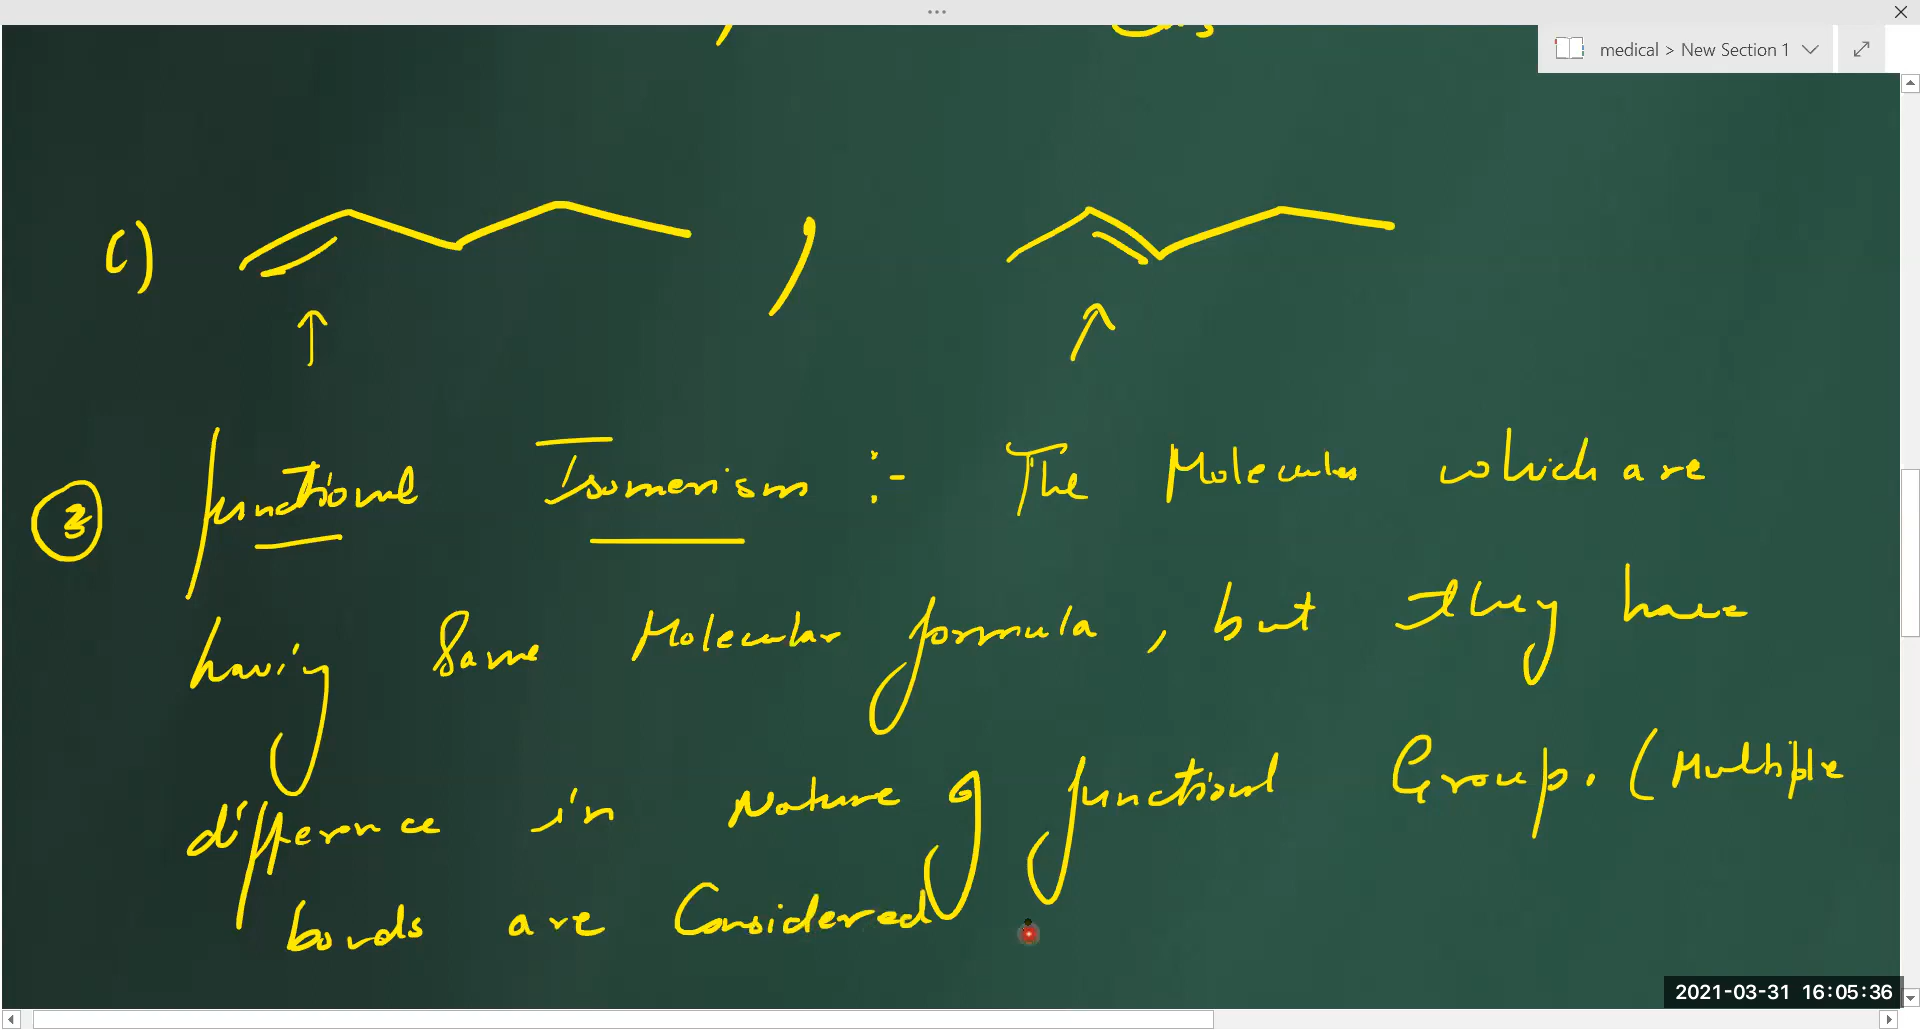 medical > New Section 1
c) ,
③ functional Isomerism :- The Molecules which are
having Same Molecular formula, but they have
difference in Nature of functional Group. (Multiple
bonds are Considered
2021-03-31 16:05:36